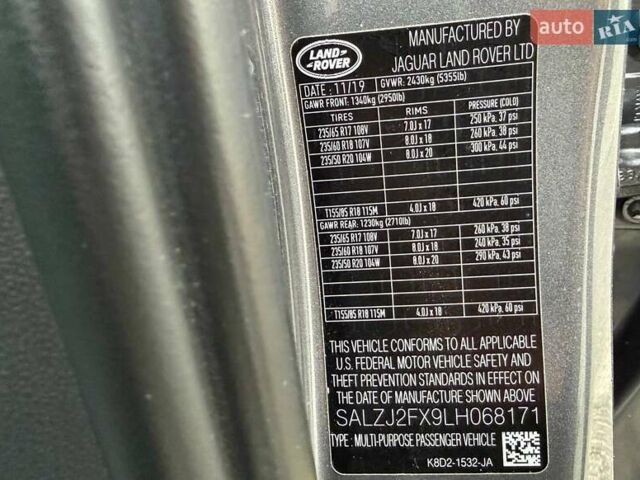 auto RIA .com
LAND
ROVER
MANUFACTURED BY
JAGUAR LAND ROVER LTD
DATE : 11/19 GVWR: 2430kg (5355lb)
GAWR FRONT: 1340kg (2950lb)
TIRES RIMS PRESSURE (COLD)
235/65 R17 108V 7.0J x 17 250 kPa, 37 psi
235/60 R18 107V 8.0J x 18 260 kPa, 38 psi
235/50 R20 104W 8.0J x 20 300 kPa, 44 psi
T155/85 R18 115M 4.0J x 18 420 kPa, 60 psi
GAWR REAR: 1230kg (2710lb)
235/65 R17 108V 7.0J x 17 260 kPa, 38 psi
235/60 R18 107V 8.0J x 18 240 kPa, 35 psi
235/50 R20 104W 8.0J x 20 290 kPa, 43 psi
T155/85 R18 115M 4.0J x 18 420 kPa, 60 psi
THIS VEHICLE CONFORMS TO ALL APPLICABLE
U.S. FEDERAL MOTOR VEHICLE SAFETY AND
THEFT PREVENTION STANDARDS IN EFFECT ON
THE DATE OF MANUFACTURE SHOWN ABOVE.
SALZJ2FX9LH068171
TYPE: MULTI-PURPOSE PASSENGER VEHICLE
K8D2-1532-JA